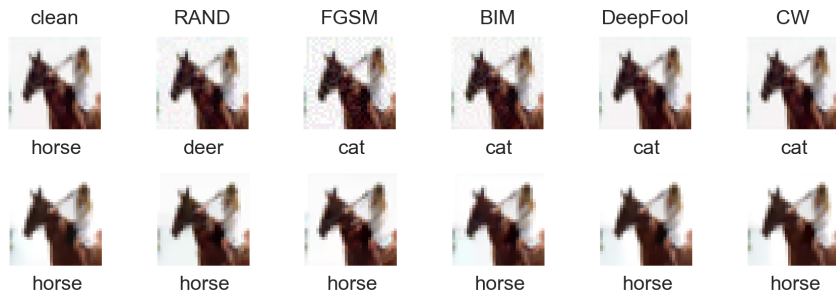 clean RAND FGSM BIM DeepFool CW
horse deer cat cat cat cat
horse horse horse horse horse horse